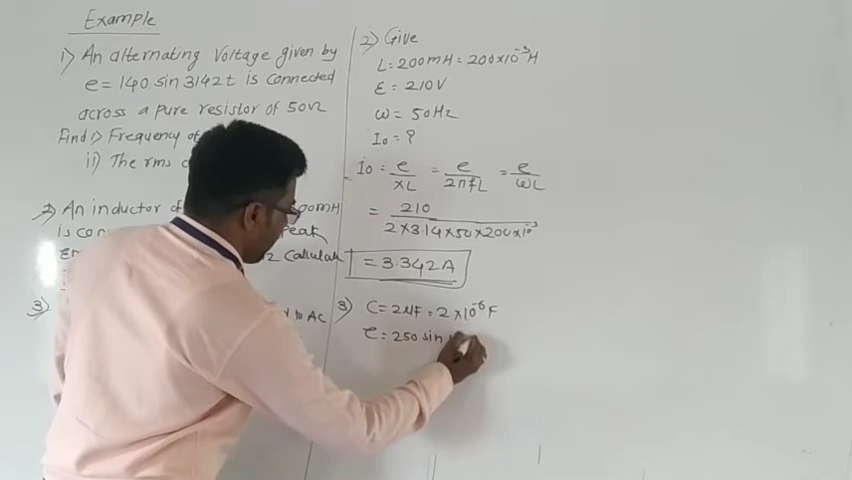 Example
1) An alternating Voltage given by
e = 140 sin 3142t is connected
across a pure resistor of 50Ω
Find i) Frequency of
ii) The rms
2) An inductor of 200mH
is Peak
Hz Calculate
3) to AC
2) Give
L = 200mH = 200×10⁻³H
E = 210V
ω = 50Hz
I₀ = ?
I₀ = e/XL = e/2πfL = e/ωL
= 210 / 2×3.14×50×200×10⁻³
I = 3.342A
3) C = 2μF = 2×10⁻⁶F
e = 250 sin